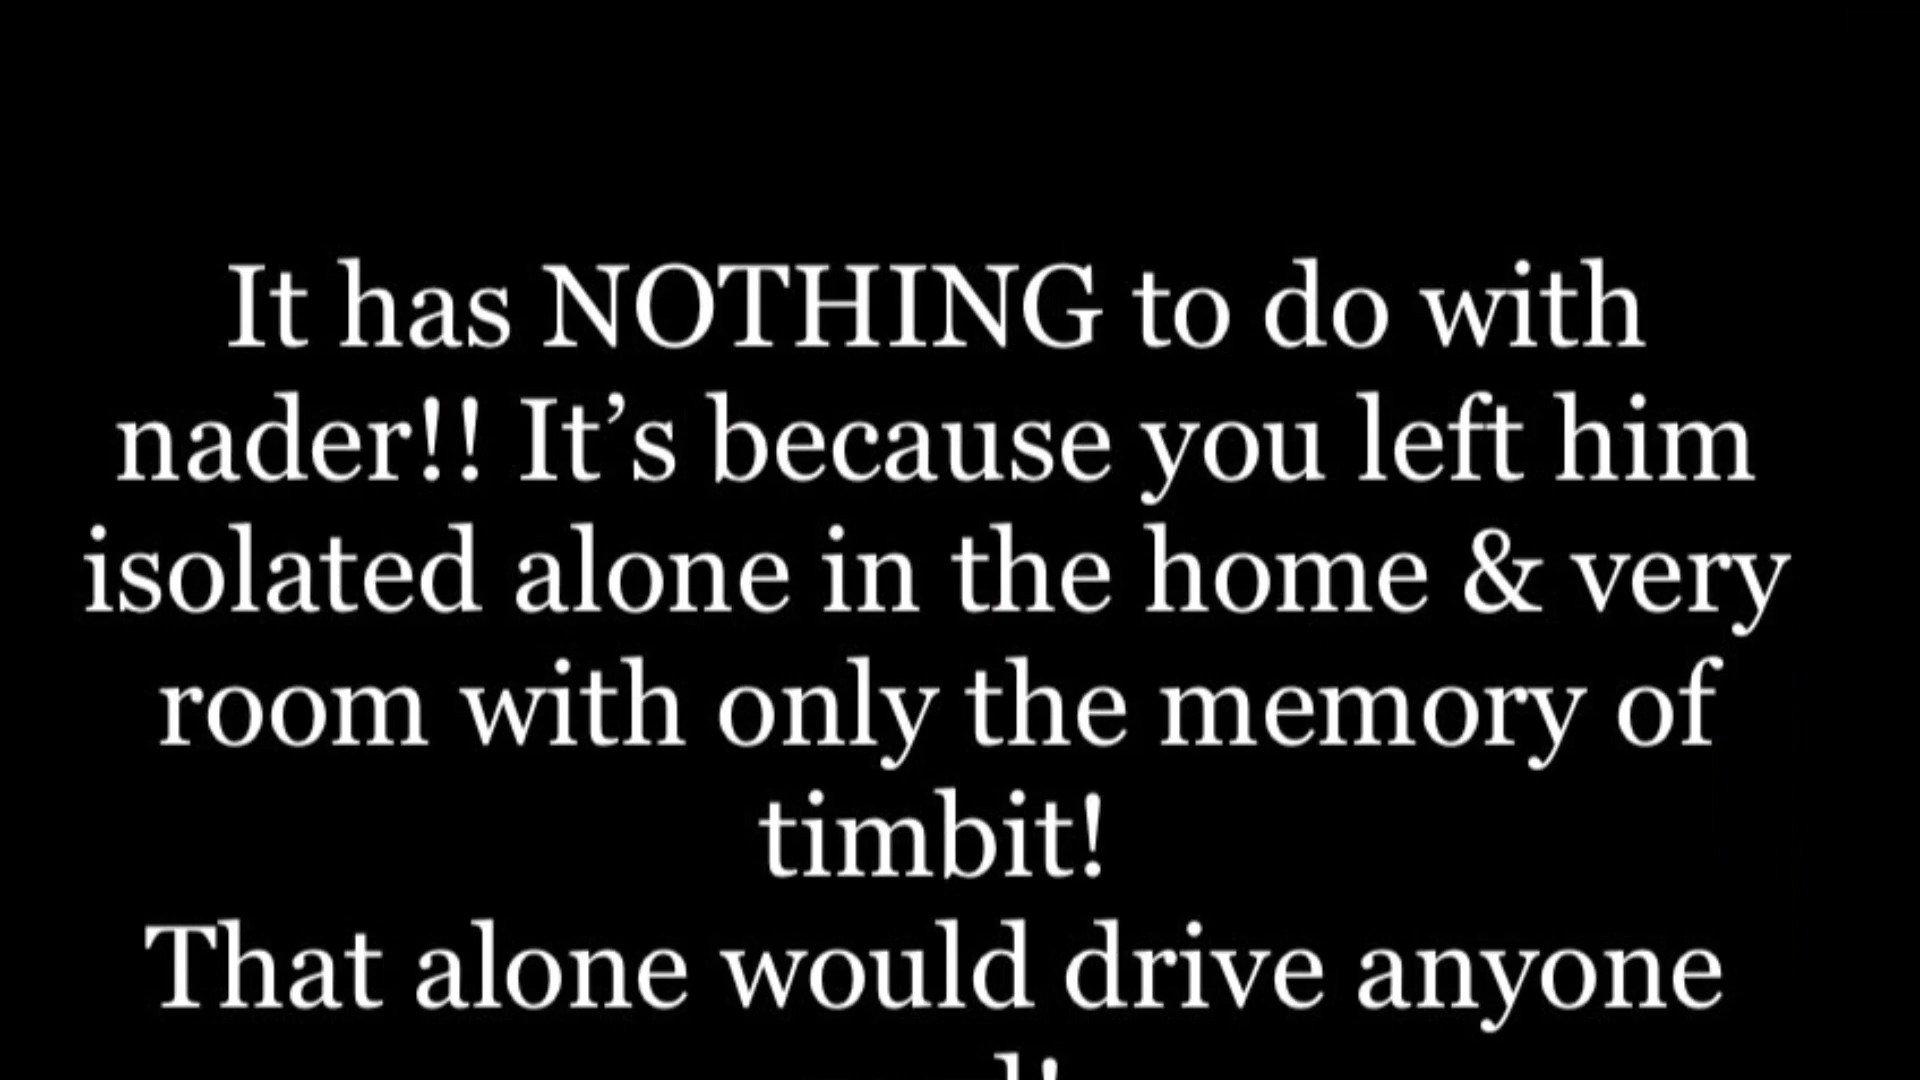 It has NOTHING to do with
nader!! It’s because you left him
isolated alone in the home & very
room with only the memory of
timbit!
That alone would drive anyone